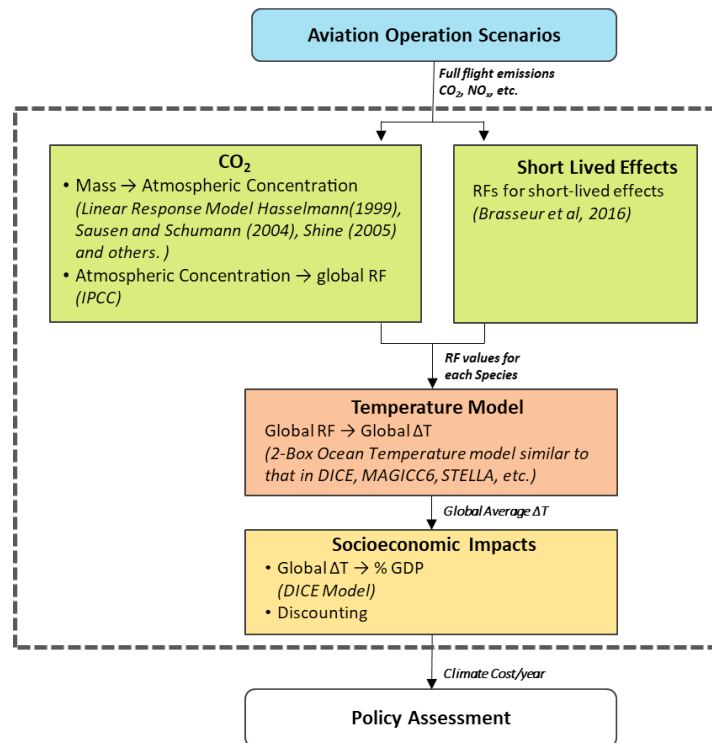 Aviation Operation Scenarios
Full flight emissions
CO₂, NOₓ, etc.
CO₂
• Mass → Atmospheric Concentration
(Linear Response Model Hasselmann(1999),
Sausen and Schumann (2004), Shine (2005)
and others. )
• Atmospheric Concentration → global RF
(IPCC)
Short Lived Effects
RFs for short-lived effects
(Brasseur et al, 2016)
RF values for
each Species
Temperature Model
Global RF → Global ΔT
(2-Box Ocean Temperature model similar to
that in DICE, MAGICC6, STELLA, etc.)
Global Average ΔT
Socioeconomic Impacts
• Global ΔT → % GDP
(DICE Model)
• Discounting
Climate Cost/year
Policy Assessment